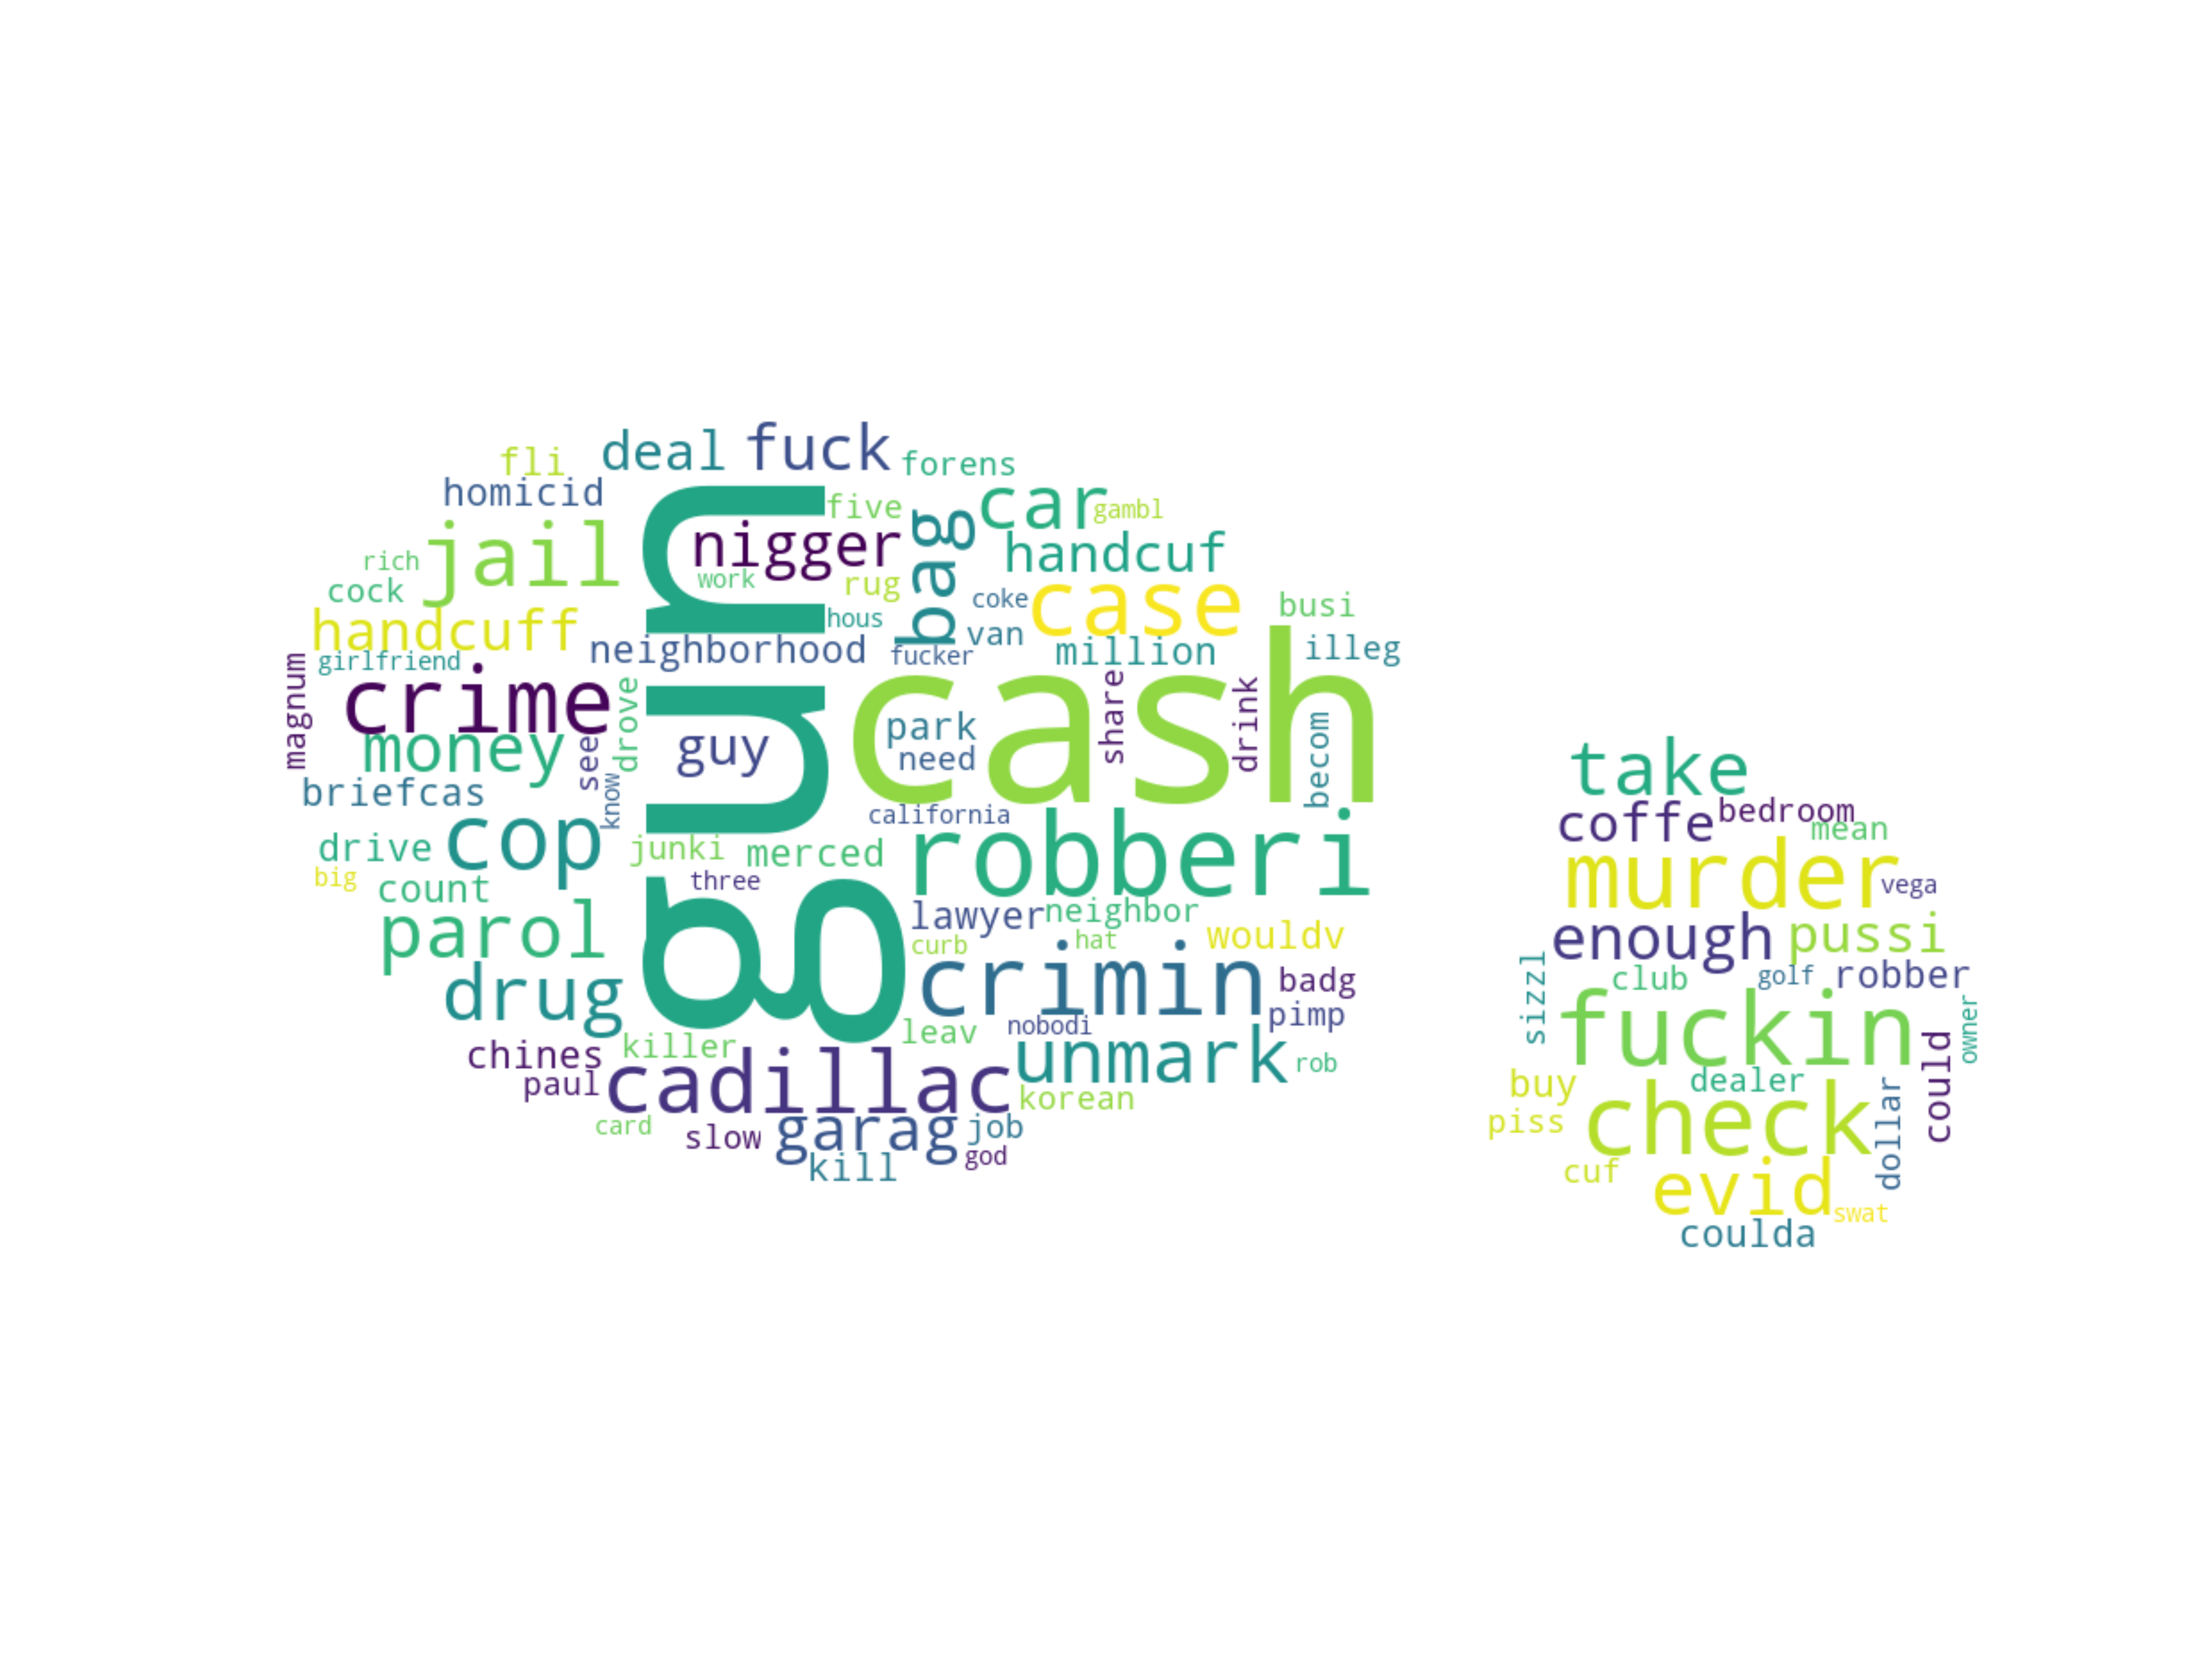 fli
deal
fuck
forens
homicid
jail
five
bag
car
gambl
nigger
handcuf
rich
cock
work
rug
coke
case
busi
handcuff
hous
van
neighborhood
fucker
million
illeg
girlfriend
magnum
crime
drove
gun
cash
share
drink
becom
park
need
guy
money
see
know
briefcas
california
take
coffe
bedroom
mean
cop
drive
junki
merced
robberi
murder
vega
big
count
three
parol
lawyer
neighbor
curb
hat
wouldv
enough
pussi
drug
crimin
badg
sizzl
club
golf
robber
pimp
leav
nobodi
fuckin
owner
chines
killer
unmark
rob
could
paul
cadillac
korean
buy
dealer
piss
check
dollar
card
slow
garag
job
god
kill
cuf
evid
swat
coulda